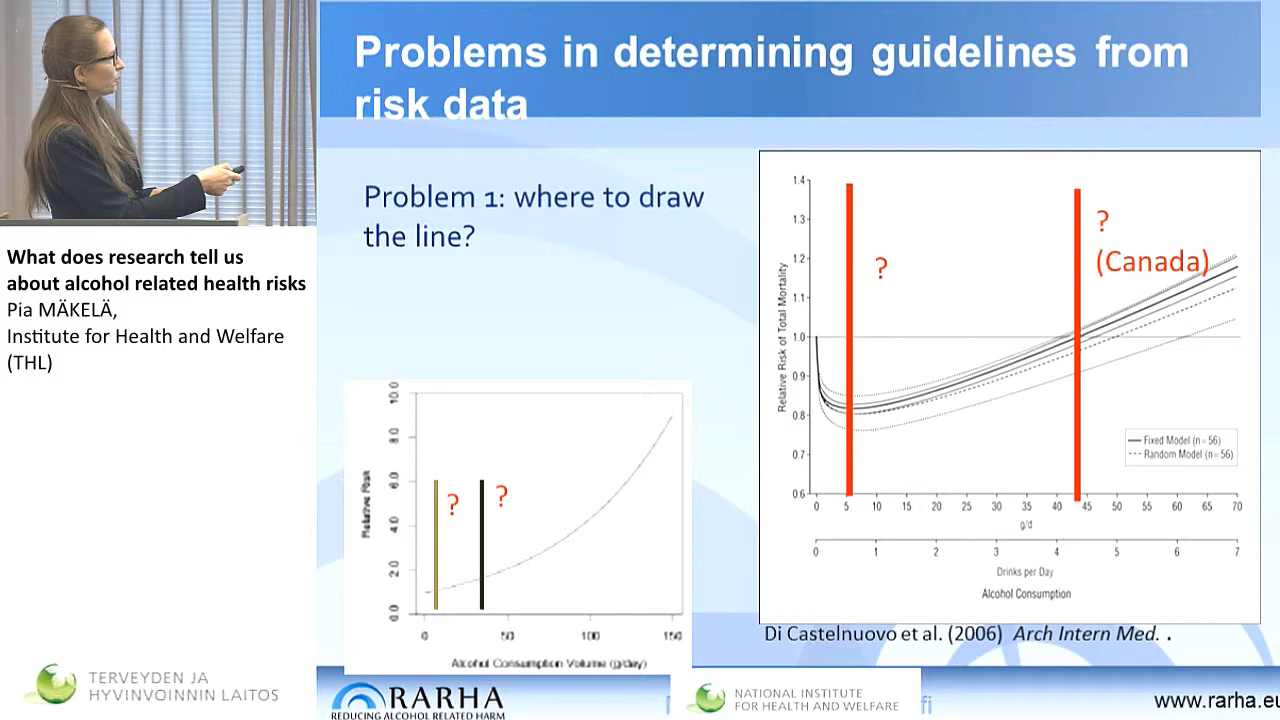 Problems in determining guidelines from
risk data
What does research tell us
about alcohol related health risks
Pia MÄKELÄ,
Institute for Health and Welfare
(THL)
Problem 1: where to draw
the line?
1.4
1.3
1.2
1.1
1.0
0.9
0.8
0.7
0.6
Relative Risk of Total Mortality
?
?
(Canada)
Fixed Model (n=56)
Random Model (n=56)
0 5 10 15 20 25 30 35 40 45 50 55 60 65 70
g/d
0 1 2 3 4 5 6 7
Drinks per Day
Alcohol Consumption
10.0
8.0
6.0
4.0
2.0
0.0
Relative Risk
? ?
0 50 100 150
Alcohol Consumption Volume (g/day)
Di Castelnuovo et al. (2006) Arch Intern Med. .
TERVEYDEN JA
HYVINVOINNIN LAITOS
RARHA
REDUCING ALCOHOL RELATED HARM
NATIONAL INSTITUTE
FOR HEALTH AND WELFARE
fi
www.rarha.eu